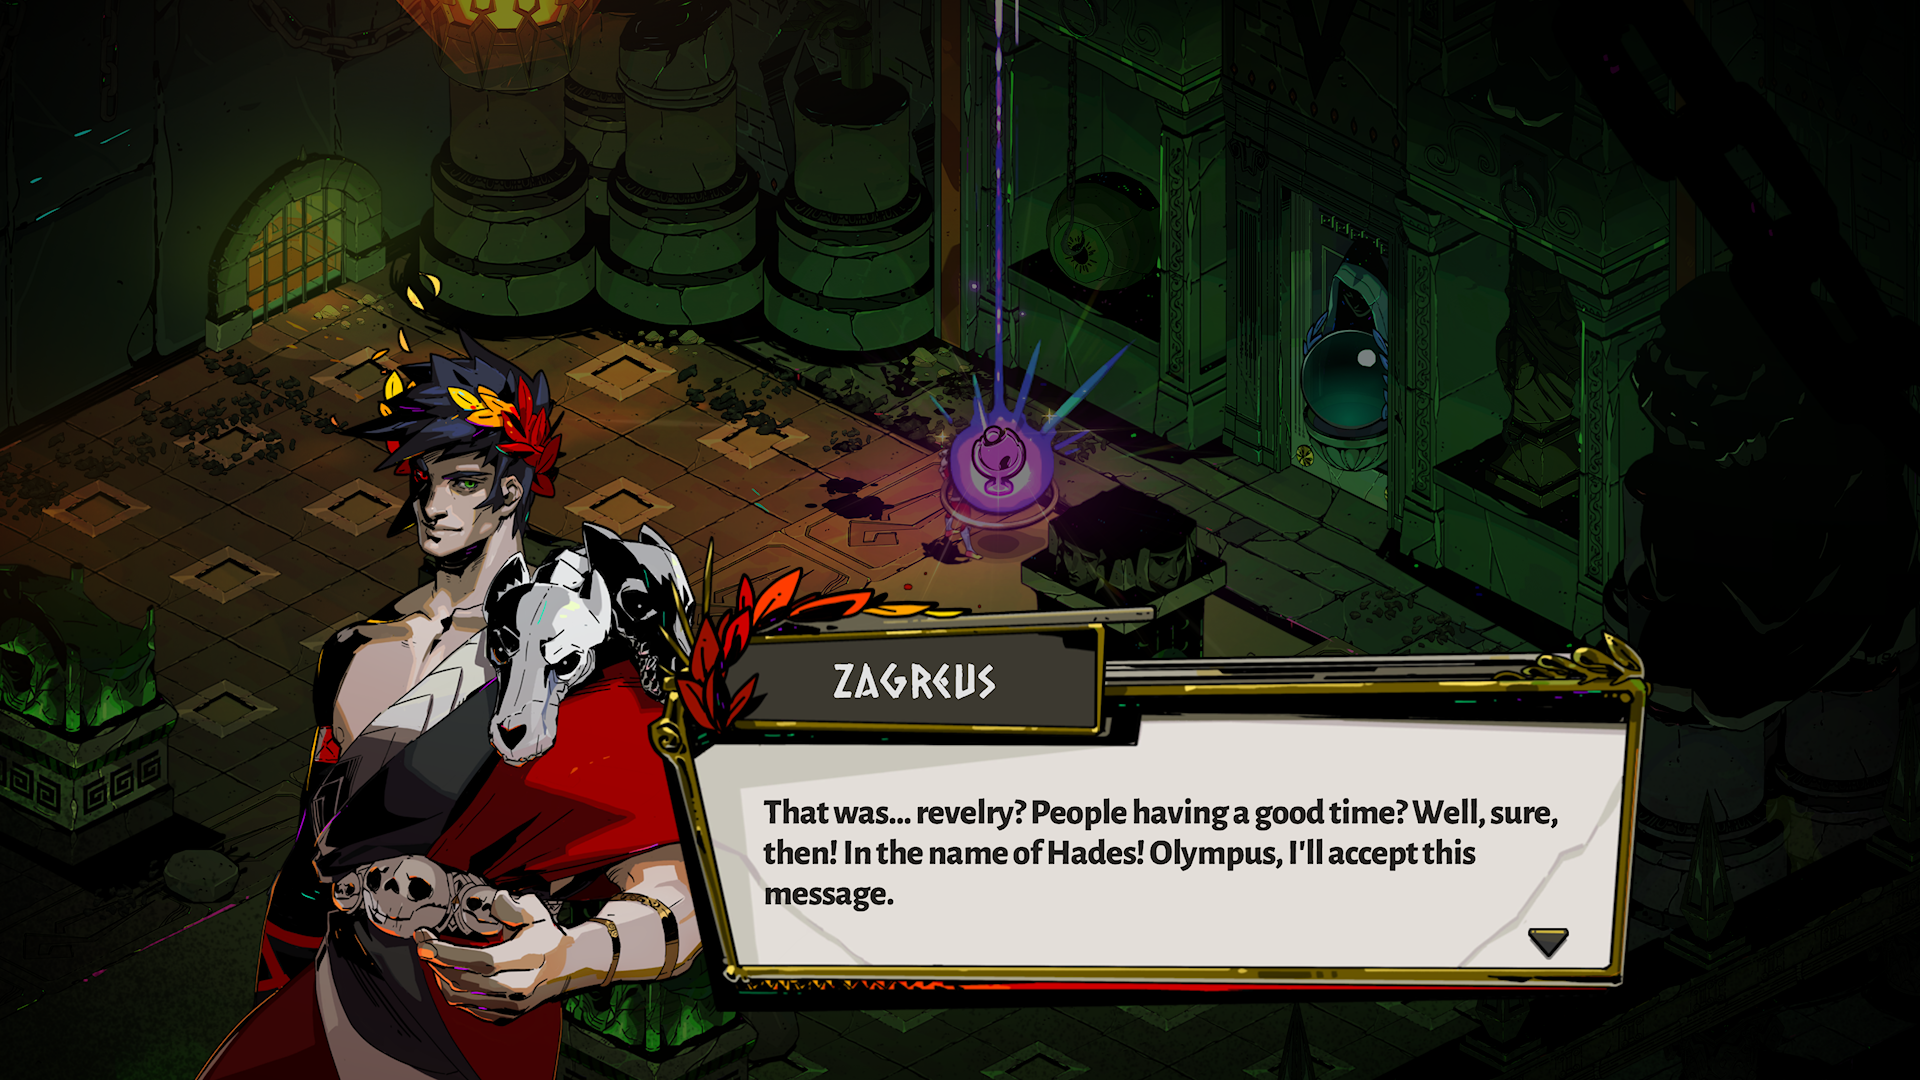 ZAGREUS
That was... revelry? People having a good time? Well, sure,
then! In the name of Hades! Olympus, I'll accept this
message.